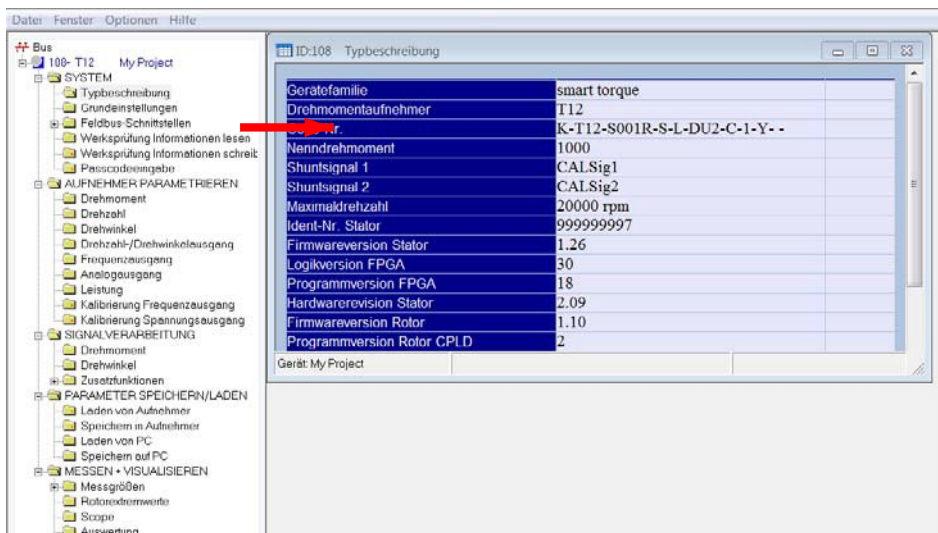 Datei Fenster Optionen Hilfe
Bus
108- T12 My Project
SYSTEM
Typbeschreibung
Grundeinstellungen
Feldbus-Schnittstellen
Werksprüfung Informationen lesen
Werksprüfung Informationen schreib
Passcodeeingabe
AUFNEHMER PARAMETRIEREN
Drehmoment
Drehzahl
Drehwinkel
Drehzahl-/Drehwinkelausgang
Frequenzausgang
Analogausgang
Leistung
Kalibrierung Frequenzausgang
Kalibrierung Spannungsausgang
SIGNALVERARBEITUNG
Drehmoment
Drehwinkel
Zusatzfunktionen
PARAMETER SPEICHERN/LADEN
Laden von Aufnehmer
Speichern in Aufnehmer
Laden von PC
Speichern auf PC
MESSEN + VISUALISIEREN
Messgrößen
Rotorextremwerte
Scope
Auswertung
ID:108 Typbeschreibung
Gerätefamilie smart torque
Drehmomentaufnehmer T12
Nr. K-T12-S001R-S-L-DU2-C-1-Y- -
Nenndrehmoment 1000
Shuntsignal 1 CALSig1
Shuntsignal 2 CALSig2
Maximaldrehzahl 20000 rpm
Ident-Nr. Stator 999999997
Firmwareversion Stator 1.26
Logikversion FPGA 30
Programmversion FPGA 18
Hardwarerevision Stator 2.09
Firmwareversion Rotor 1.10
Programmversion Rotor CPLD 2
Gerät: My Project